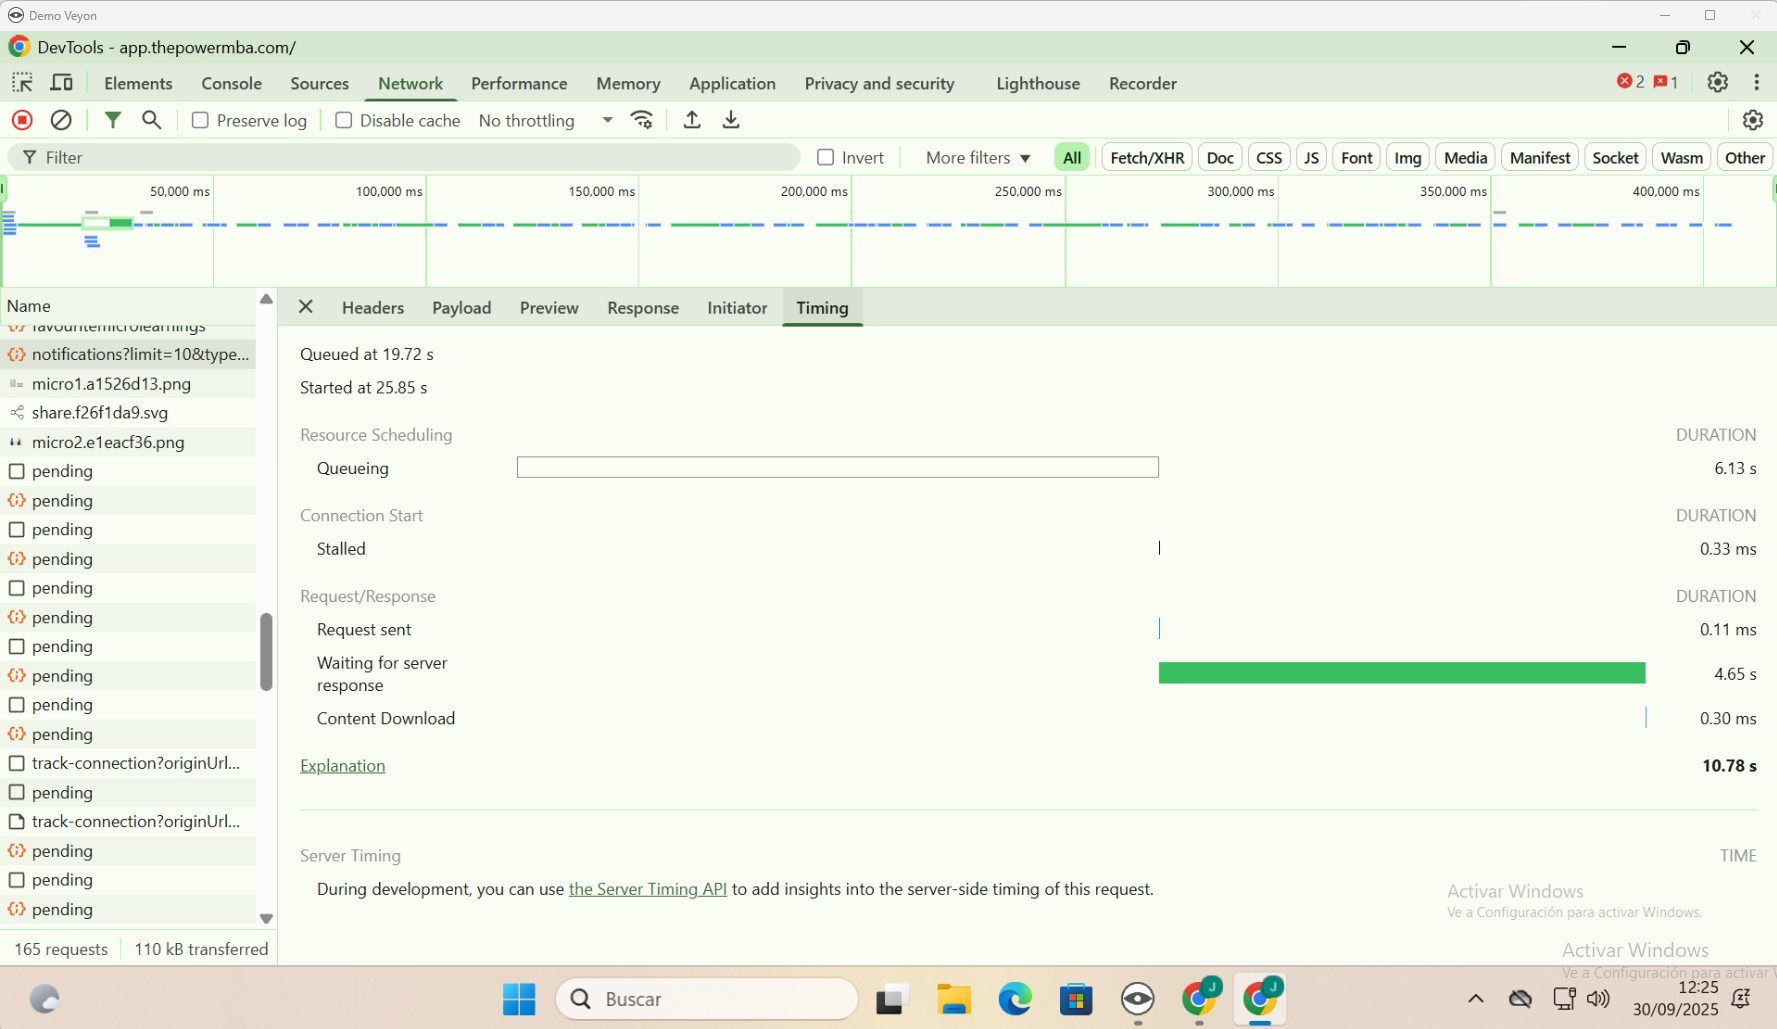 Demo Veyon
DevTools - app.thepowermba.com/
Elements Console Sources Network Performance Memory Application Privacy and security Lighthouse Recorder 2 1
Preserve log Disable cache No throttling
Filter Invert More filters All Fetch/XHR Doc CSS JS Font Img Media Manifest Socket Wasm Other
50,000 ms 100,000 ms 150,000 ms 200,000 ms 250,000 ms 300,000 ms 350,000 ms 400,000 ms
Name
favouritemicrolearnings
notifications?limit=10&type...
micro1.a1526d13.png
share.f26f1da9.svg
micro2.e1eacf36.png
pending
pending
pending
pending
pending
pending
pending
pending
pending
pending
track-connection?originUrl...
pending
track-connection?originUrl...
pending
pending
pending
165 requests 110 kB transferred
Headers Payload Preview Response Initiator Timing
Queued at 19.72 s
Started at 25.85 s
Resource Scheduling DURATION
Queueing 6.13 s
Connection Start DURATION
Stalled 0.33 ms
Request/Response DURATION
Request sent 0.11 ms
Waiting for server
response 4.65 s
Content Download 0.30 ms
Explanation 10.78 s
Server Timing TIME
During development, you can use the Server Timing API to add insights into the server-side timing of this request.
Activar Windows
Ve a Configuración para activar Windows.
Activar Windows
Ve a Configuración para activar
Buscar
J
J
12:25
30/09/2025